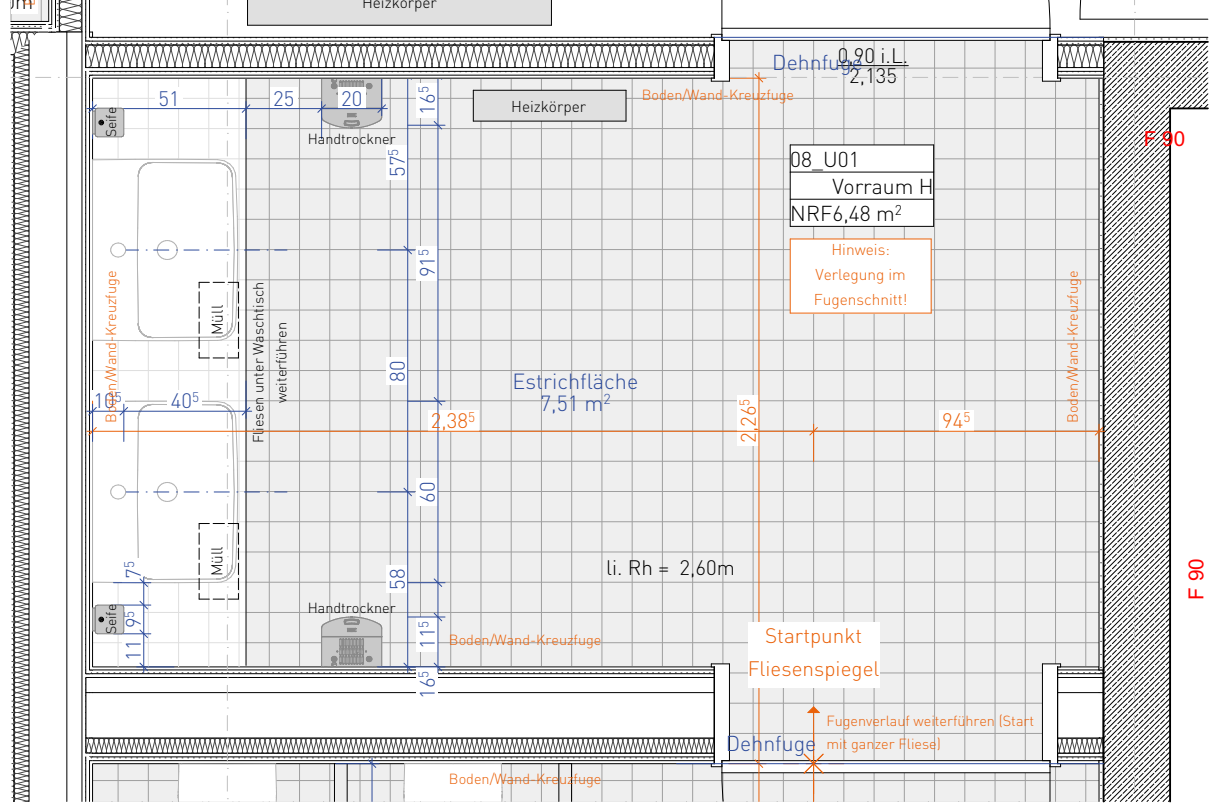 Heizkörper
Dehnfuge
0,90 i.L.
2,135
51
25
20
16⁵
Boden/Wand-Kreuzfuge
Heizkörper
Seife
Handtrockner
F 90
57⁵
08_U01
Vorraum H
NRF6,48 m²
Hinweis:
Verlegung im
Fugenschnitt!
91⁵
Boden/Wand-Kreuzfuge
Müll
Fliesen unter Waschtisch
weiterführen
Boden/Wand-Kreuzfuge
80
Estrichfläche
7,51 m²
10⁵
40⁵
2,38⁵
2,26⁵
94⁵
60
Müll
7⁵
58
li. Rh = 2,60m
F 90
Seife
9⁵
Handtrockner
11
11⁵
Boden/Wand-Kreuzfuge
Startpunkt
Fliesenspiegel
16⁵
Fugenverlauf weiterführen (Start
mit ganzer Fliese)
Dehnfuge
Boden/Wand-Kreuzfuge